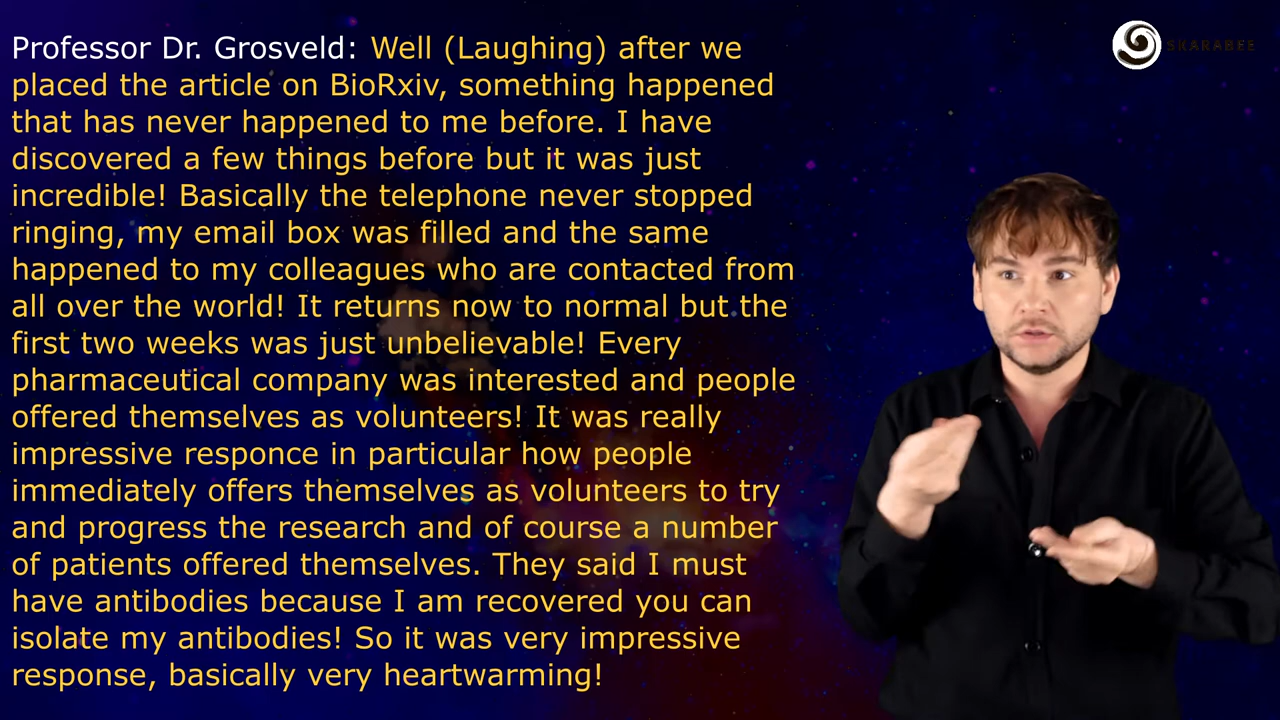 Professor Dr. Grosveld: Well (Laughing) after we
placed the article on BioRxiv, something happened
that has never happened to me before. I have
discovered a few things before but it was just
incredible! Basically the telephone never stopped
ringing, my email box was filled and the same
happened to my colleagues who are contacted from
all over the world! It returns now to normal but the
first two weeks was just unbelievable! Every
pharmaceutical company was interested and people
offered themselves as volunteers! It was really
impressive responce in particular how people
immediately offers themselves as volunteers to try
and progress the research and of course a number
of patients offered themselves. They said I must
have antibodies because I am recovered you can
isolate my antibodies! So it was very impressive
response, basically very heartwarming!
SKARABEE